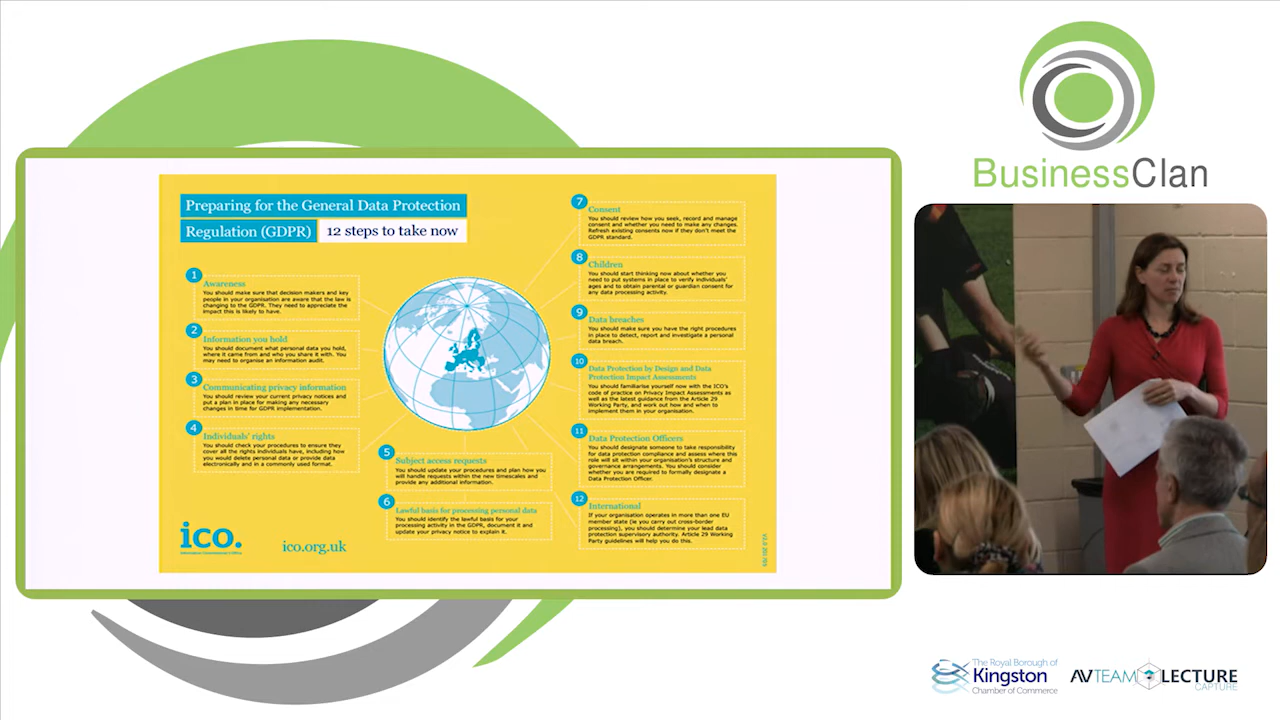 BusinessClan
Preparing for the General Data Protection
Regulation (GDPR) 12 steps to take now
1
Awareness
You should make sure that decision makers and key
people in your organisation are aware that the law is
changing to the GDPR. They need to appreciate the
impact this is likely to have.
2
Information you hold
You should document what personal data you hold,
where it came from and who you share it with. You
may need to organise an information audit.
3
Communicating privacy information
You should review your current privacy notices and
put a plan in place for making any necessary
changes in time for GDPR implementation.
4
Individuals' rights
You should check your procedures to ensure they
cover all the rights individuals have, including how
you would delete personal data or provide data
electronically and in a commonly used format.
5
Subject access requests
You should update your procedures and plan how you
will handle requests within the new timescales and
provide any additional information.
6
Lawful basis for processing personal data
You should identify the lawful basis for your
processing activity in the GDPR, document it and
update your privacy notice to explain it.
7
Consent
You should review how you seek, record and manage
consent and whether you need to make any changes.
Refresh existing consents now if they don't meet the
GDPR standard.
8
Children
You should start thinking now about whether you
need to put systems in place to verify individuals'
ages and to obtain parental or guardian consent for
any data processing activity.
9
Data breaches
You should make sure you have the right procedures
in place to detect, report and investigate a personal
data breach.
10
Data Protection by Design and Data
Protection Impact Assessments
You should familiarise yourself now with the ICO's
code of practice on Privacy Impact Assessments as
well as the latest guidance from the Article 29
Working Party, and work out how and when to
implement them in your organisation.
11
Data Protection Officers
You should designate someone to take responsibility
for data protection compliance and assess where this
role will sit within your organisation's structure and
governance arrangements. You should consider
whether you are required to formally designate a
Data Protection Officer.
12
International
If your organisation operates in more than one EU
member state (ie you carry out cross-border
processing), you should determine your lead data
protection supervisory authority. Article 29 Working
Party guidelines will help you do this.
ico.
Information Commissioner's Office
ico.org.uk
The Royal Borough of
Kingston
Chamber of Commerce
AVTEAM LECTURE
CAPTURE